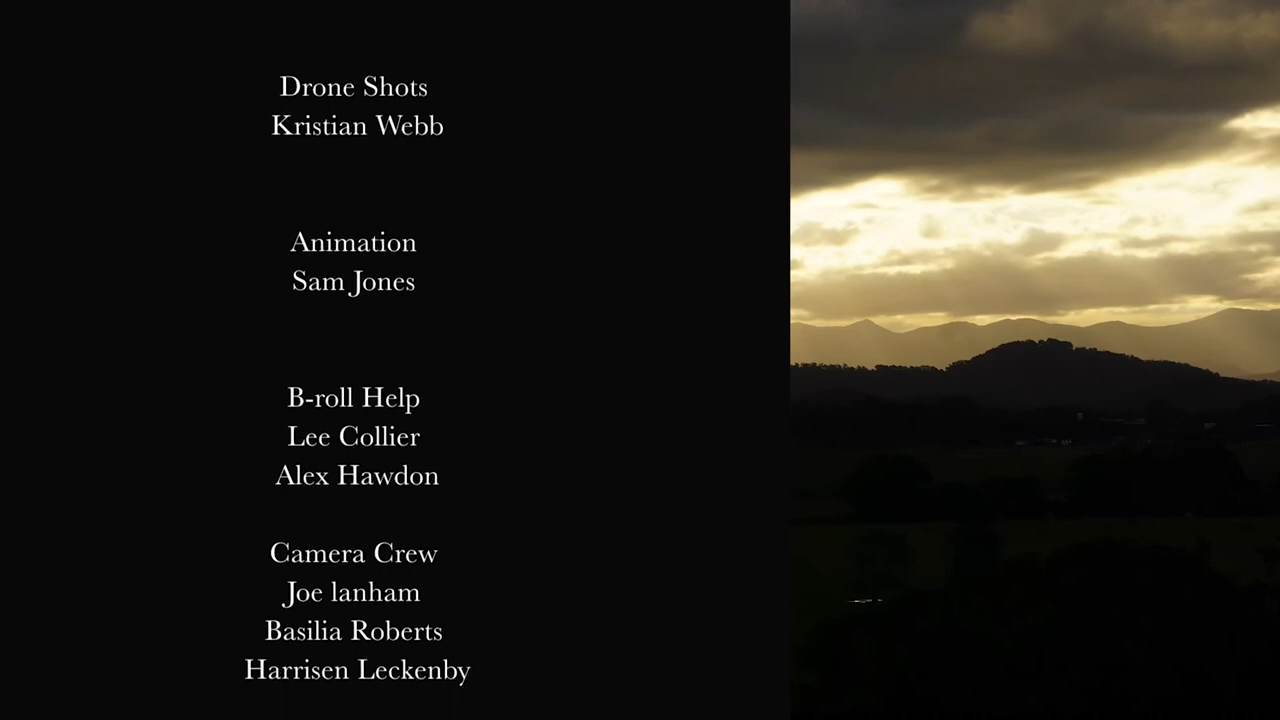 Drone Shots
Kristian Webb
Animation
Sam Jones
B-roll Help
Lee Collier
Alex Hawdon
Camera Crew
Joe lanham
Basilia Roberts
Harrisen Leckenby